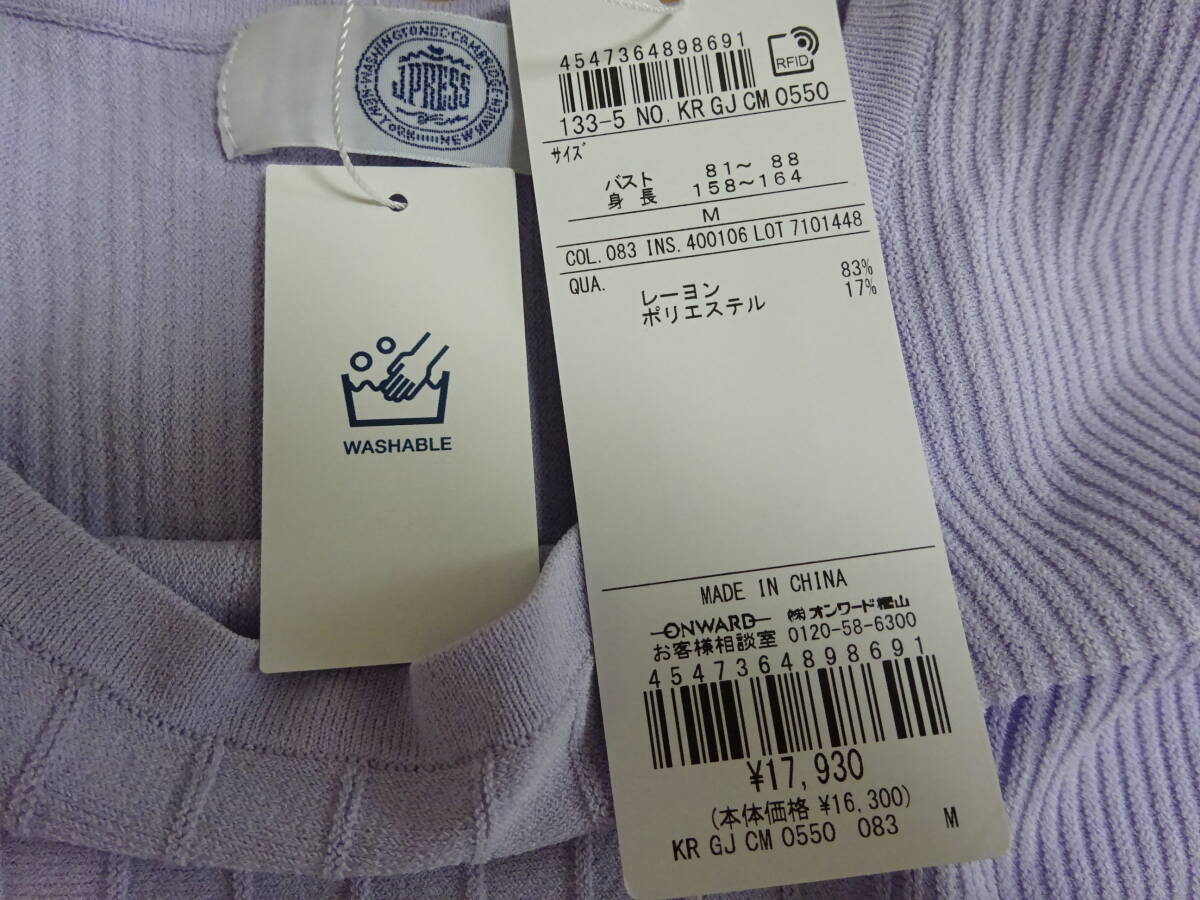 WASHINGTONDC·CAMBRIDGE
J.PRESS
NEW YORK NEW HAVEN
WASHABLE
4547364898691
RFID
133-5 NO. KR GJ CM 0550
サイズ
バスト 81～ 88
身長 158～164
M
COL. 083 INS. 400106 LOT 7101448
QUA.
レーヨン 83%
ポリエステル 17%
MADE IN CHINA
ONWARD ㈱オンワード樫山
お客様相談室 0120-58-6300
4547364898691
¥17,930
(本体価格 ¥16,300)
KR GJ CM 0550 083 M